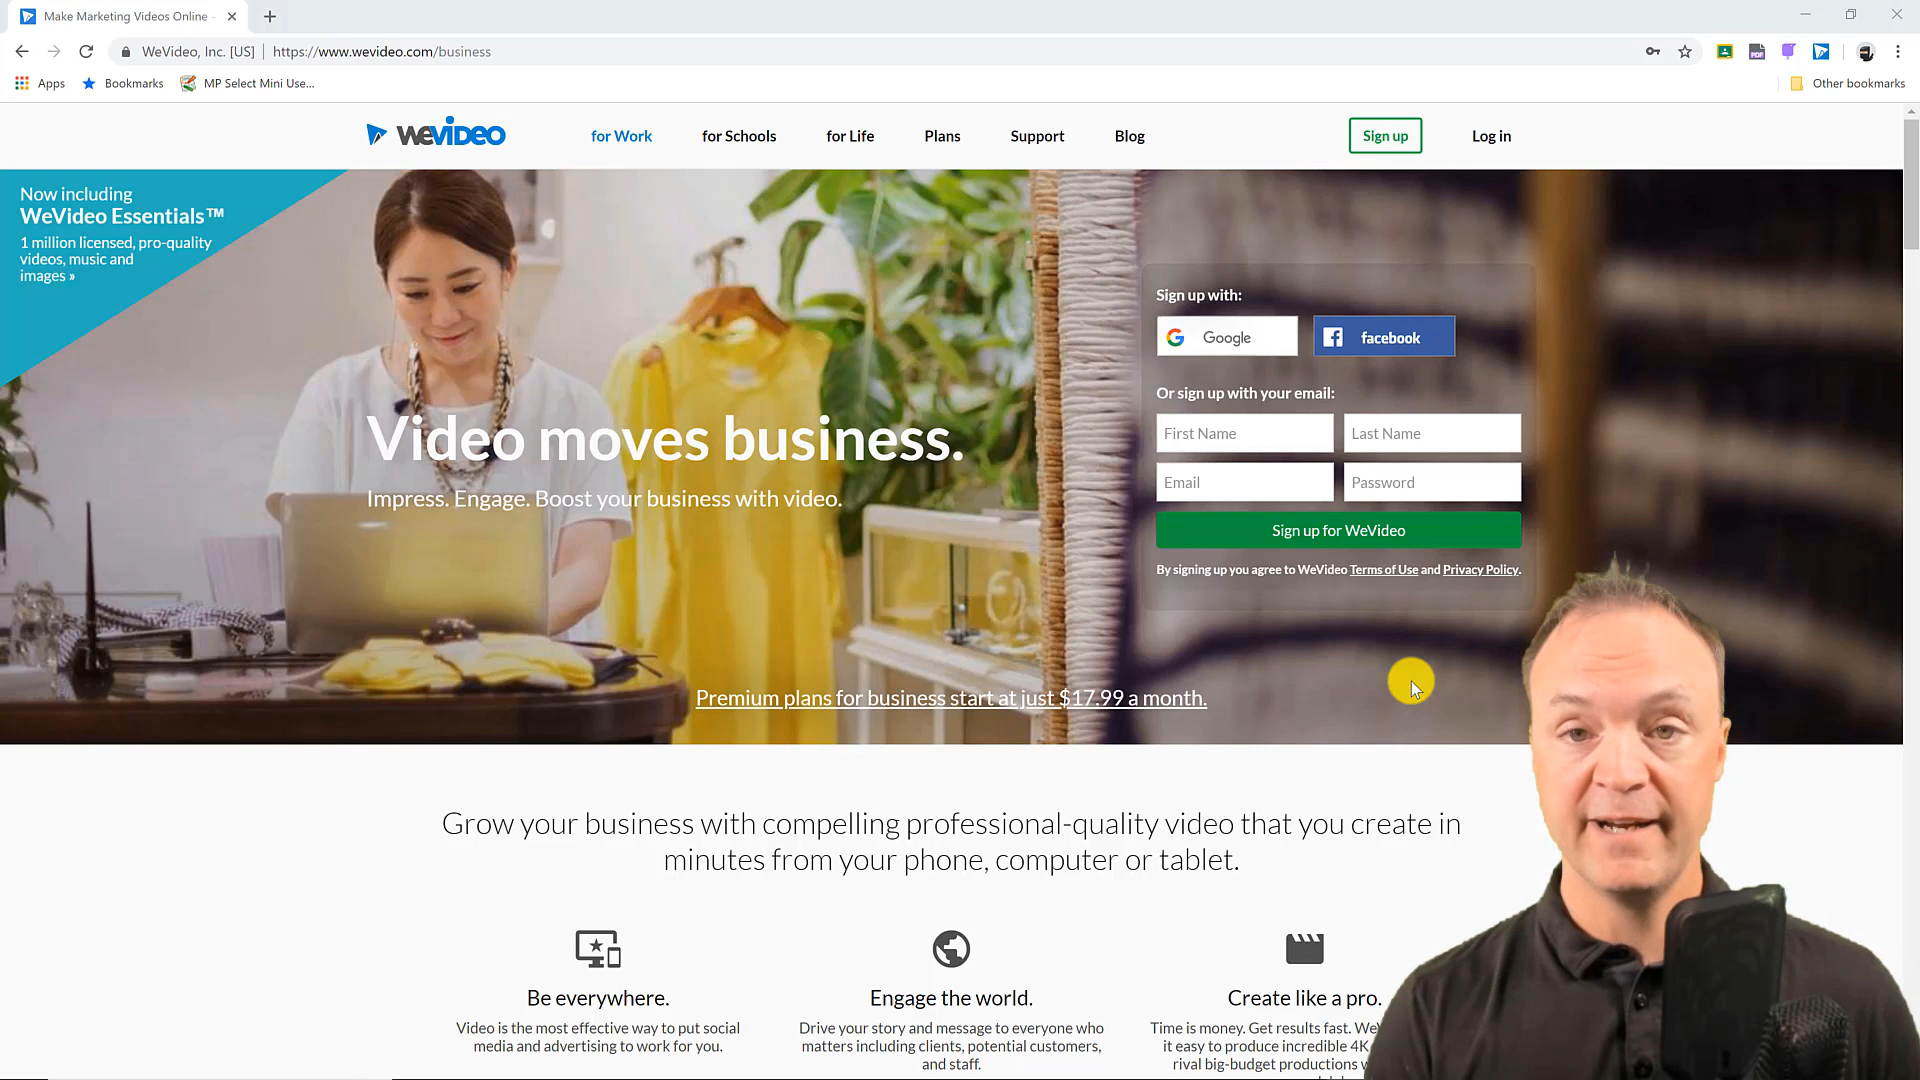 Make Marketing Videos Online -
WeVideo, Inc. [US] | https://www.wevideo.com/business
Apps
Bookmarks
MP Select Mini Use...
Other bookmarks
WEVIDEO
for Work
for Schools
for Life
Plans
Support
Blog
Sign up
Log in
Now including
WeVideo Essentials™
1 million licensed, pro-quality
videos, music and
images »
Video moves business.
Impress. Engage. Boost your business with video.
Sign up with:
Google
facebook
Or sign up with your email:
First Name
Last Name
Email
Password
Sign up for WeVideo
By signing up you agree to WeVideo Terms of Use and Privacy Policy.
Premium plans for business start at just $17.99 a month.
Grow your business with compelling professional-quality video that you create in
minutes from your phone, computer or tablet.
Be everywhere.
Video is the most effective way to put social
media and advertising to work for you.
Engage the world.
Drive your story and message to everyone who
matters including clients, potential customers,
and staff.
Create like a pro.
Time is money. Get results fast.
it easy to produce incredible 4K
rival big-budget productions